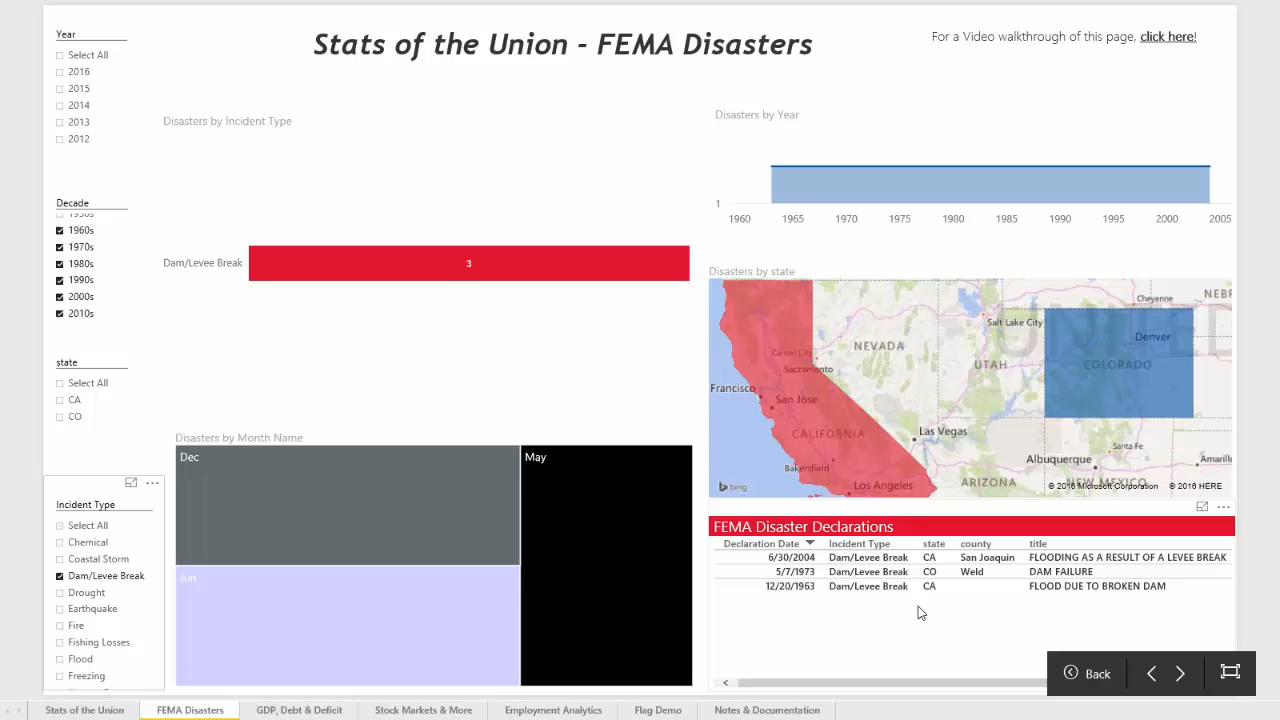 Stats of the Union - FEMA Disasters
For a Video walkthrough of this page, click here!
Year
Select All
2016
2015
2014
2013
2012
Decade
1950s
1960s
1970s
1980s
1990s
2000s
2010s
state
Select All
CA
CO
Incident Type
Select All
Chemical
Coastal Storm
Dam/Levee Break
Drought
Earthquake
Fire
Fishing Losses
Flood
Freezing
Disasters by Incident Type
Dam/Levee Break
3
Disasters by Month Name
Dec
May
Jun
Disasters by Year
1
1960 1965 1970 1975 1980 1985 1990 1995 2000 2005
Disasters by state
Cheyenne
NEBR
Salt Lake City
UNITED
Denver
NEVADA
Carson City
UTAH
COLORADO
Sacramento
Francisco
San Jose
CALIFORNIA
Las Vegas
Santa Fe
Bakersfield
Albuquerque
Amarill
Los Angeles
ARIZONA
NEW MEXICO
bing
© 2016 Microsoft Corporation © 2016 HERE
FEMA Disaster Declarations
Declaration Date Incident Type state county title
6/30/2004 Dam/Levee Break CA San Joaquin FLOODING AS A RESULT OF A LEVEE BREAK
5/7/1973 Dam/Levee Break CO Weld DAM FAILURE
12/20/1963 Dam/Levee Break CA FLOOD DUE TO BROKEN DAM
Back
Stats of the Union
FEMA Disasters
GDP, Debt & Deficit
Stock Markets & More
Employment Analytics
Flag Demo
Notes & Documentation